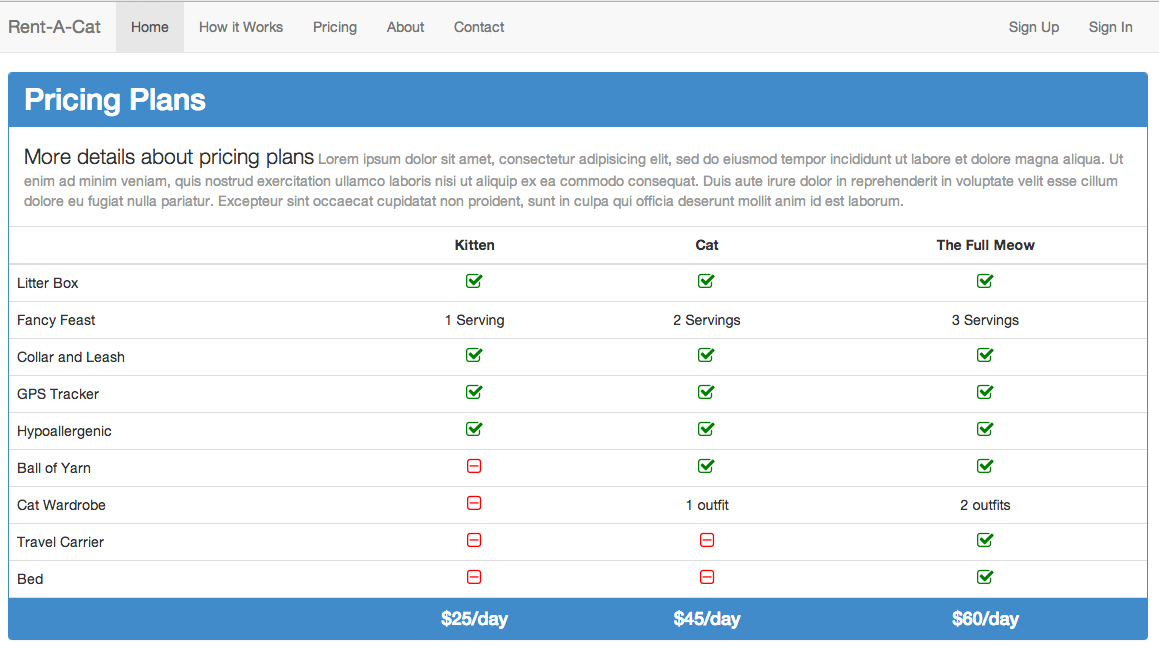 Rent-A-Cat Home How it Works Pricing About Contact Sign Up Sign In
Pricing Plans
More details about pricing plans Lorem ipsum dolor sit amet, consectetur adipisicing elit, sed do eiusmod tempor incididunt ut labore et dolore magna aliqua. Ut
enim ad minim veniam, quis nostrud exercitation ullamco laboris nisi ut aliquip ex ea commodo consequat. Duis aute irure dolor in reprehenderit in voluptate velit esse cillum
dolore eu fugiat nulla pariatur. Excepteur sint occaecat cupidatat non proident, sunt in culpa qui officia deserunt mollit anim id est laborum.
Kitten Cat The Full Meow
Litter Box
Fancy Feast 1 Serving 2 Servings 3 Servings
Collar and Leash
GPS Tracker
Hypoallergenic
Ball of Yarn
Cat Wardrobe 1 outfit 2 outfits
Travel Carrier
Bed
$25/day $45/day $60/day